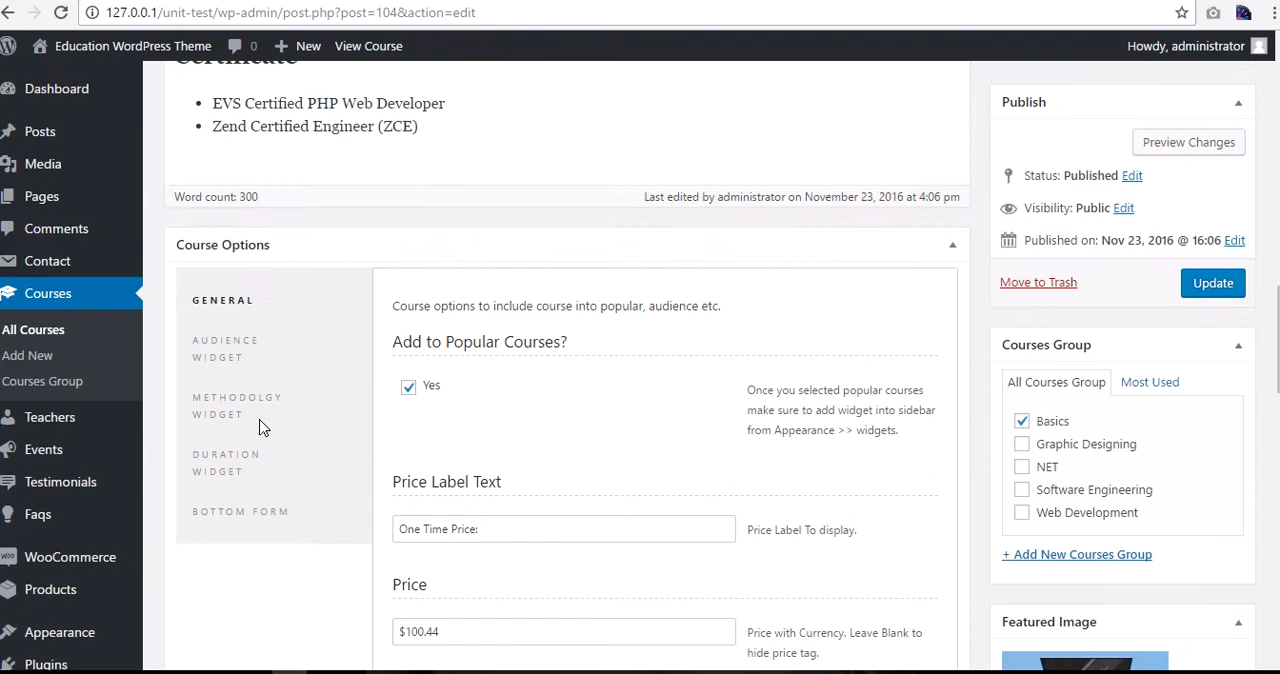 127.0.0.1/unit-test/wp-admin/post.php?post=104&action=edit
Education WordPress Theme 0 New View Course Howdy, administrator
Dashboard
Posts
Media
Pages
Comments
Contact
Courses
All Courses
Add New
Courses Group
Teachers
Events
Testimonials
Faqs
WooCommerce
Products
Appearance
Plugins
Certificate
• EVS Certified PHP Web Developer
• Zend Certified Engineer (ZCE)
Word count: 300 Last edited by administrator on November 23, 2016 at 4:06 pm
Course Options
GENERAL
AUDIENCE
WIDGET
METHODOLGY
WIDGET
DURATION
WIDGET
BOTTOM FORM
Course options to include course into popular, audience etc.
Add to Popular Courses?
Yes
Once you selected popular courses
make sure to add widget into sidebar
from Appearance >> widgets.
Price Label Text
One Time Price:
Price Label To display.
Price
$100.44
Price with Currency. Leave Blank to
hide price tag.
Publish
Preview Changes
Status: Published Edit
Visibility: Public Edit
Published on: Nov 23, 2016 @ 16:06 Edit
Move to Trash Update
Courses Group
All Courses Group Most Used
Basics
Graphic Designing
NET
Software Engineering
Web Development
+ Add New Courses Group
Featured Image